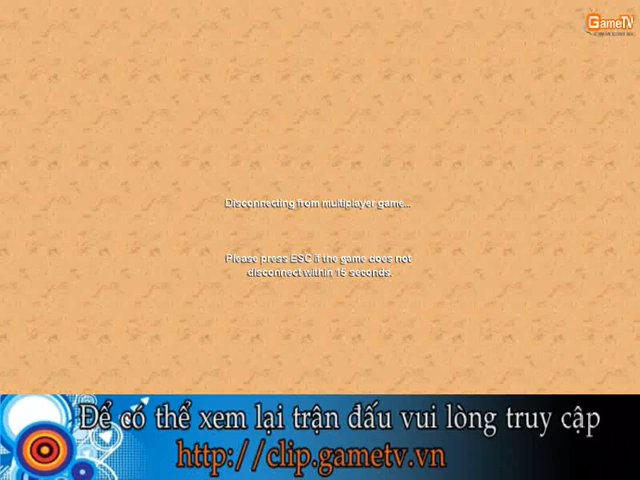 GameTV
Disconnecting from multiplayer game...
Please press ESC if the game does not
disconnect within 15 seconds.
Để có thể xem lại trận đấu vui lòng truy cập
http://clip.gametv.vn